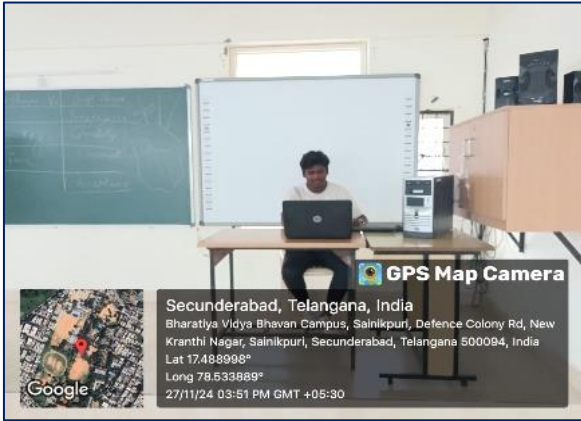 GPS Map Camera
Secunderabad, Telangana, India
Bharatiya Vidya Bhavan Campus, Sainikpuri, Defence Colony Rd, New
Kranthi Nagar, Sainikpuri, Secunderabad, Telangana 500094, India
Lat 17.488998°
Long 78.533889°
27/11/24 03:51 PM GMT +05:30
Google